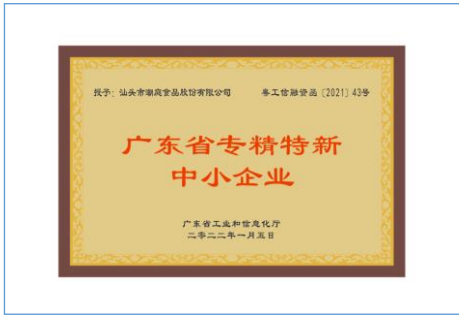 授予：汕头市潮庭食品股份有限公司 粤工信融资函〔2021〕43号
广东省专精特新
中小企业
广东省工业和信息化厅
二零二二年一月五日